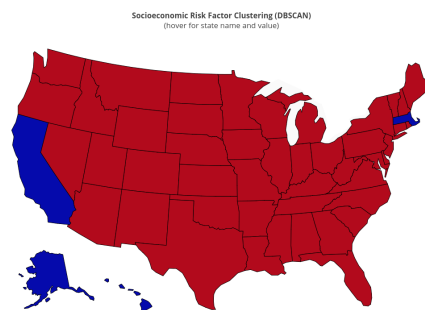 Socioeconomic Risk Factor Clustering (DBSCAN)
(hover for state name and value)